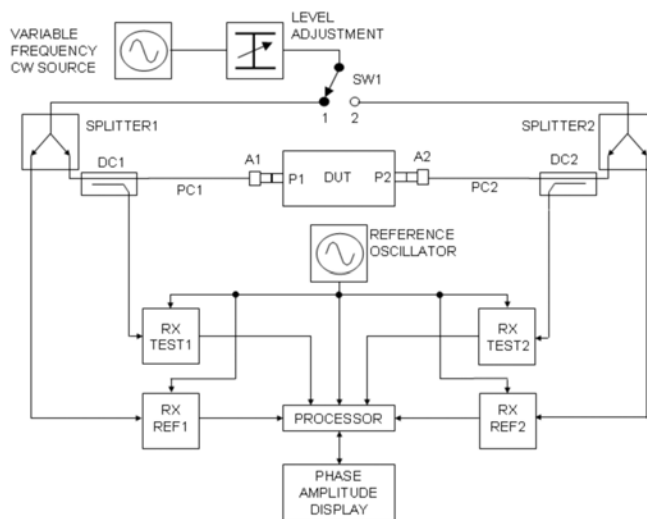 VARIABLE
FREQUENCY
CW SOURCE
LEVEL
ADJUSTMENT
SW1
1
2
SPLITTER1
SPLITTER2
DC1
PC1
A1
P1
DUT
P2
A2
PC2
DC2
REFERENCE
OSCILLATOR
RX
TEST1
RX
TEST2
RX
REF1
PROCESSOR
RX
REF2
PHASE
AMPLITUDE
DISPLAY